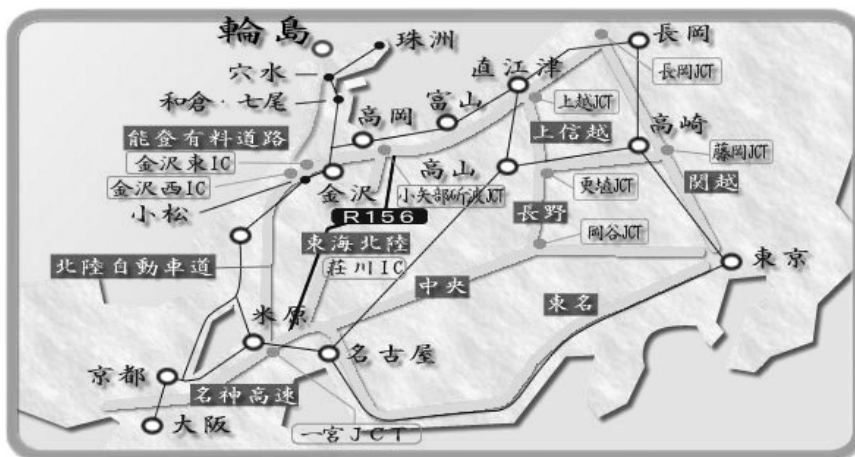 輪島
珠洲
長岡
穴水
直江津
長岡JCT
和倉・七尾
富山
上越JCT
高岡
能登有料道路
上信越
高崎
金沢東IC
高山
藤岡JCT
金沢西IC
金沢
小矢部砺波JCT
更埴JCT
関越
小松
R156
長野
東海北陸
岡谷JCT
北陸自動車道
荘川IC
中央
東京
東名
米原
名古屋
京都
名神高速
大阪
一宮JCT